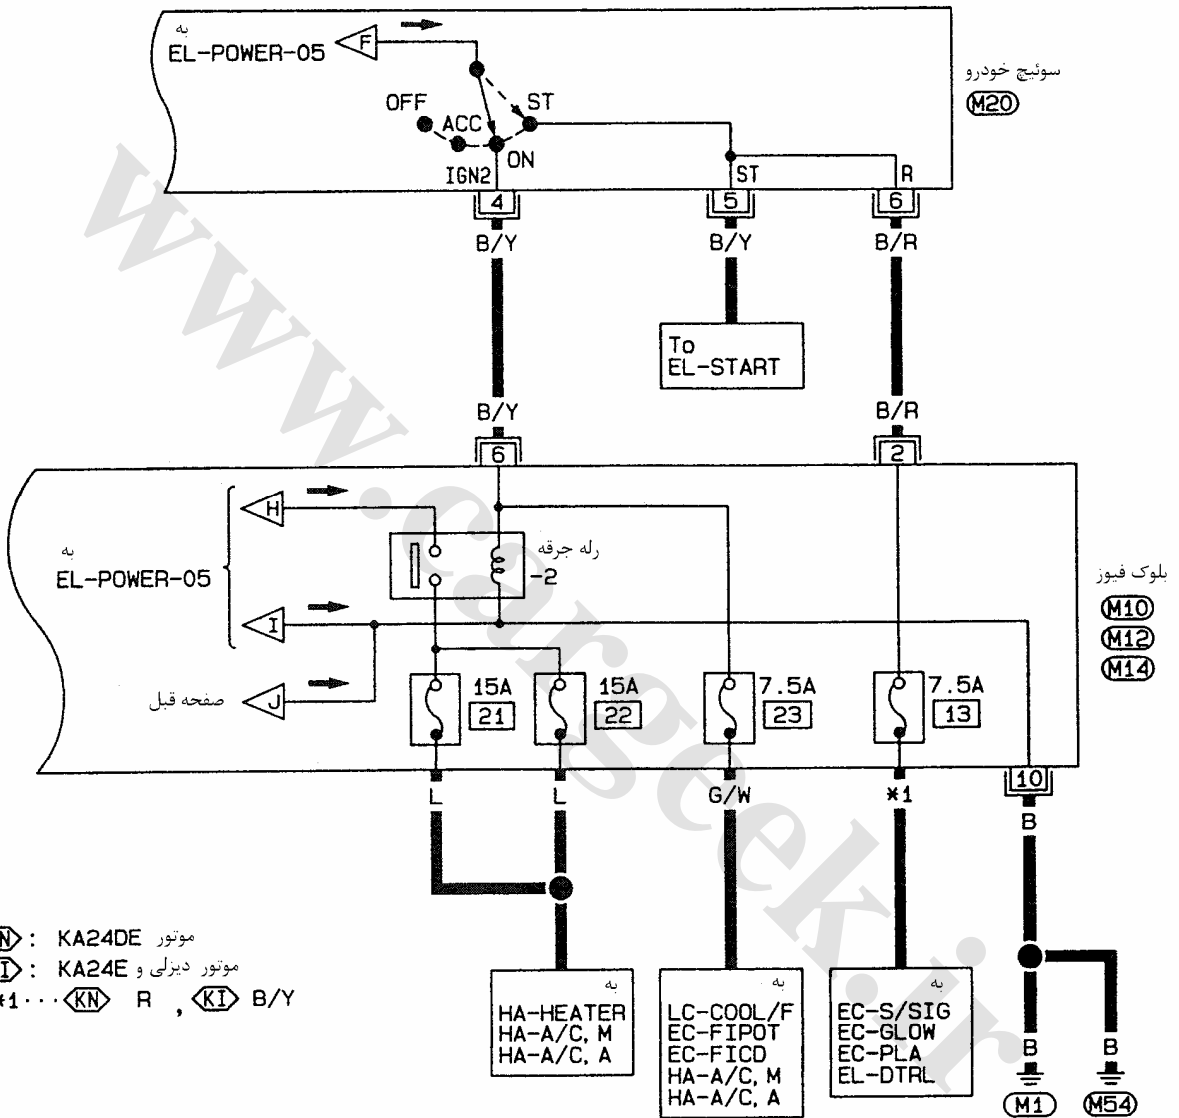 به
EL-POWER-05
F
سوئیچ خودرو
M20
OFF
ACC
ST
ON
IGN2
ST
R
4
5
6
B/Y
B/Y
B/R
To
EL-START
B/Y
B/R
6
2
H
به
EL-POWER-05
رله جرقه
-2
بلوک فیوز
M10
M12
M14
I
J
صفحه قبل
15A
21
15A
22
7.5A
23
7.5A
13
10
L
L
G/W
*1
B
N : KA24DE موتور
I : KA24E موتور دیزلی و
*1··· KN R , KI B/Y
به
HA-HEATER
HA-A/C, M
HA-A/C, A
به
LC-COOL/F
EC-FIPOT
EC-FICD
HA-A/C, M
HA-A/C, A
به
EC-S/SIG
EC-GLOW
EC-PLA
EL-DTRL
B
B
M1
M54
www.cargeek.ir